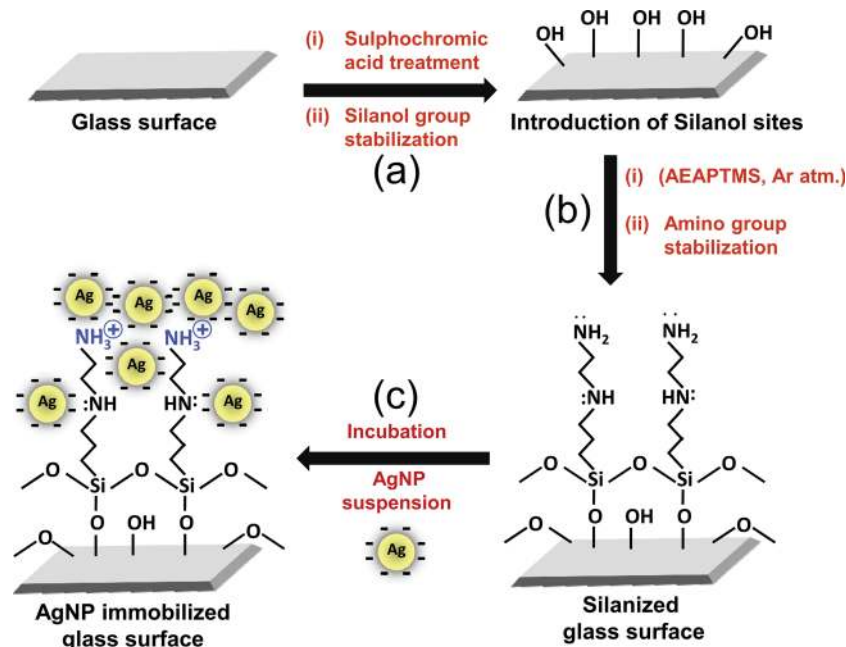 Glass surface
(i) Sulphochromic
acid treatment
(ii) Silanol group
stabilization
(a)
OH OH OH OH OH
Introduction of Silanol sites
(b)
(i) (AEAPTMS, Ar atm.)
(ii) Amino group
stabilization
NH2 NH2
:NH HN:
O Si O Si O
O OH O
O O
Silanized
glass surface
(c)
Incubation
AgNP
suspension
Ag
Ag Ag Ag Ag
NH3+ NH3+
Ag
Ag :NH HN: Ag
O Si O Si O
O OH O
O O
AgNP immobilized
glass surface